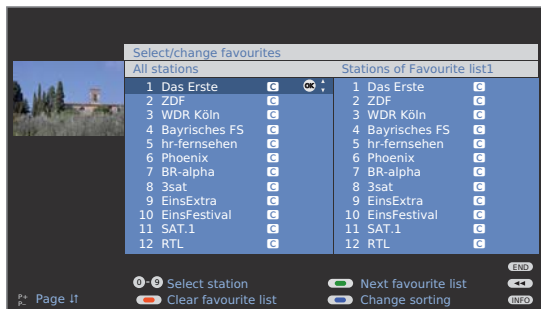 Select/change favourites
All stations Stations of Favourite list1
1 Das Erste C OK 1 Das Erste C
2 ZDF C 2 ZDF C
3 WDR Köln C 3 WDR Köln C
4 Bayrisches FS C 4 Bayrisches FS C
5 hr-fernsehen C 5 hr-fernsehen C
6 Phoenix C 6 Phoenix C
7 BR-alpha C 7 BR-alpha C
8 3sat C 8 3sat C
9 EinsExtra C 9 EinsExtra C
10 EinsFestival C 10 EinsFestival C
11 SAT.1 C 11 SAT.1 C
12 RTL C 12 RTL C
END
0-9 Select station Next favourite list
P+ P- Page Clear favourite list Change sorting INFO